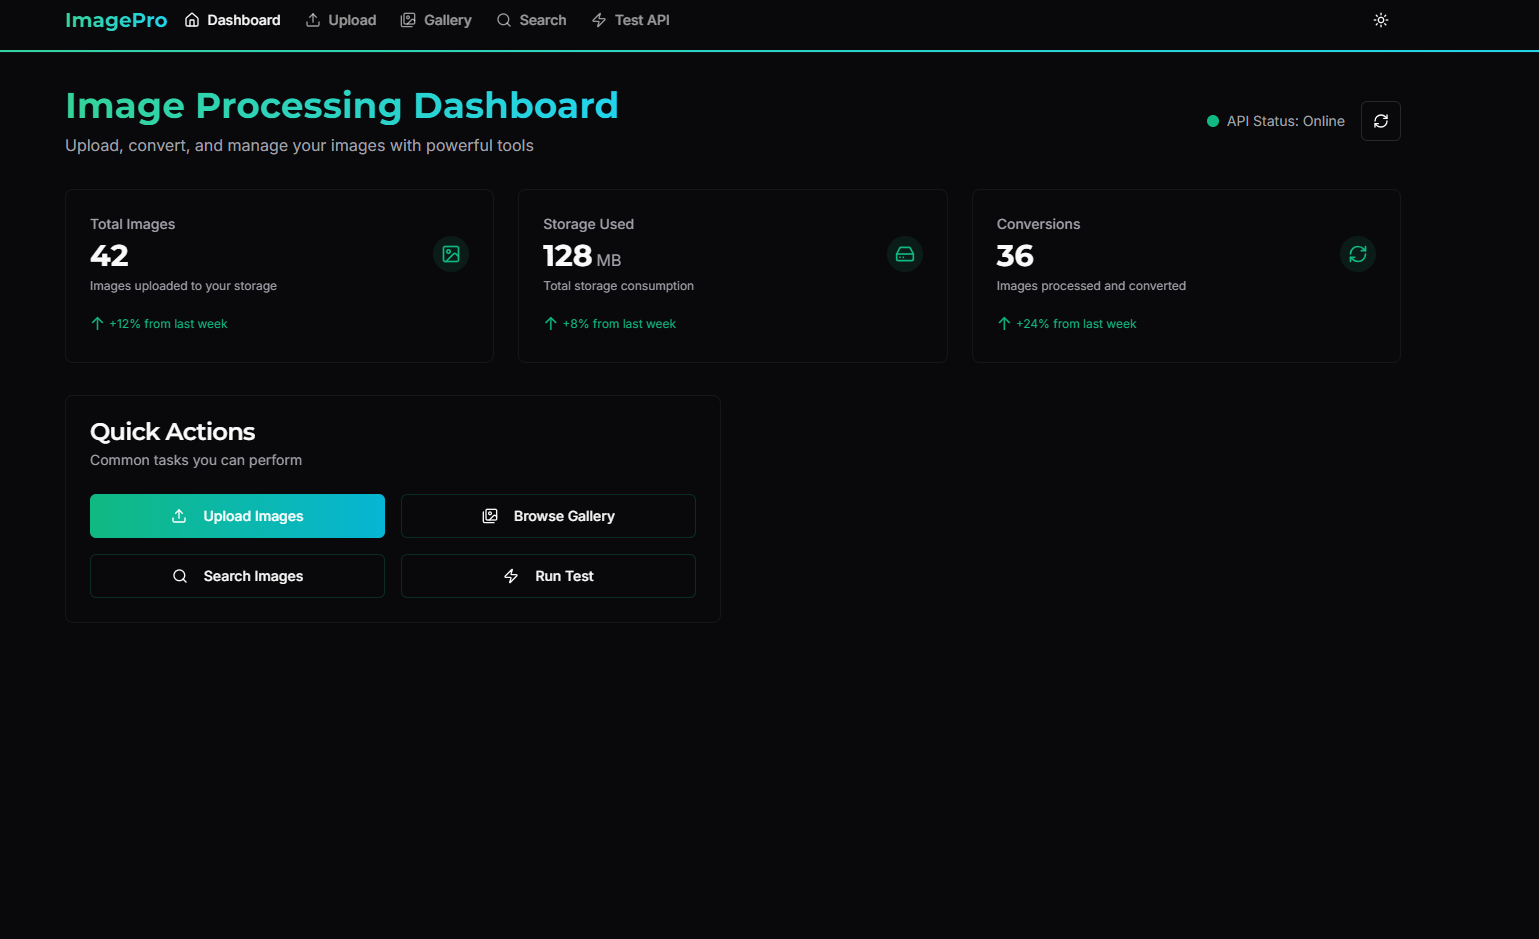 ImagePro Dashboard Upload Gallery Search Test API
Image Processing Dashboard
Upload, convert, and manage your images with powerful tools
API Status: Online
Total Images
42
Images uploaded to your storage
+12% from last week
Storage Used
128 MB
Total storage consumption
+8% from last week
Conversions
36
Images processed and converted
+24% from last week
Quick Actions
Common tasks you can perform
Upload Images
Browse Gallery
Search Images
Run Test